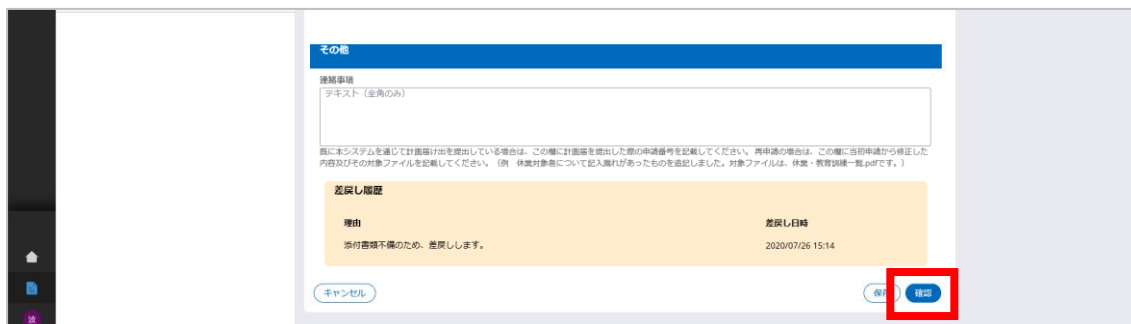 その他
連絡事項
テキスト（全角のみ）
既に本システムを通じて計画届け出を提出している場合は、この欄に計画届を提出した際の申請番号を記載してください。再申請の場合は、この欄に当初申請から修正した
内容及びその対象ファイルを記載してください。（例　休業対象者について記入漏れがあったものを追記しました。対象ファイルは、休業・教育訓練一覧.pdfです。）
差戻し履歴
理由 差戻し日時
添付書類不備のため、差戻しします。 2020/07/26 15:14
キャンセル 保存 確認
波